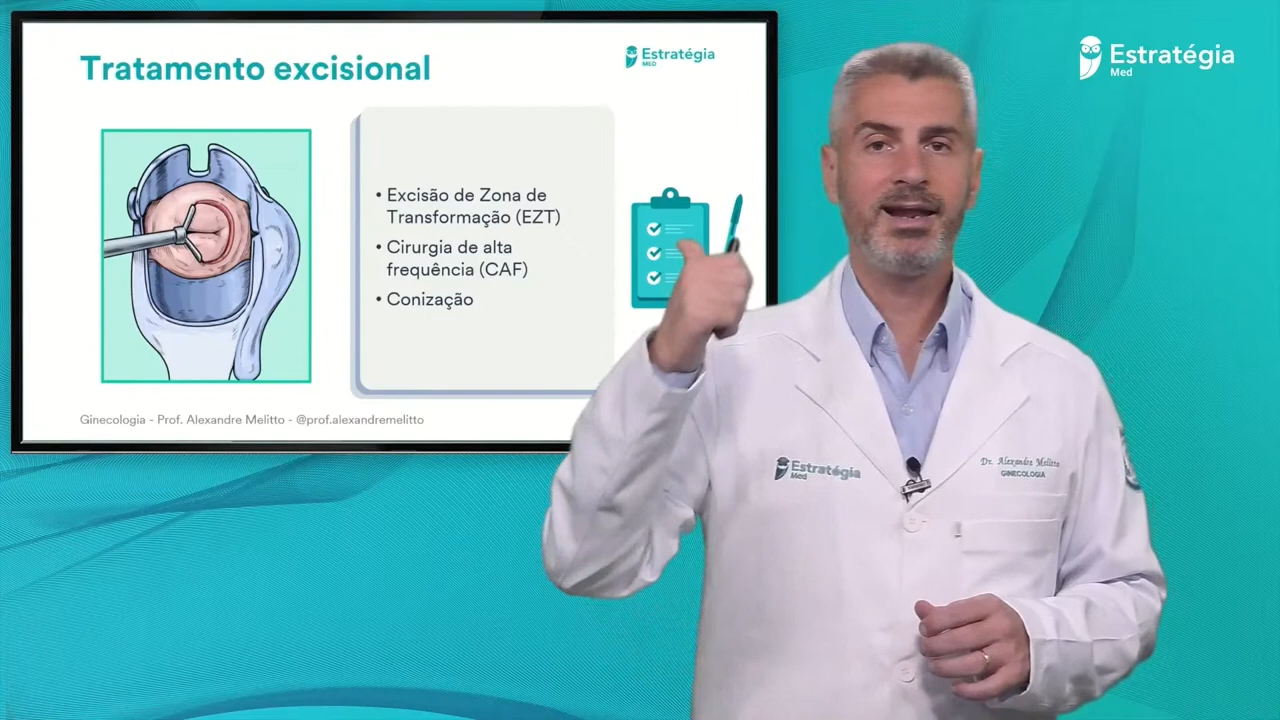 Tratamento excisional
Estratégia
MED
• Excisão de Zona de
Transformação (EZT)
• Cirurgia de alta
frequência (CAF)
• Conização
Ginecologia - Prof. Alexandre Melitto - @prof.alexandremelitto
Estratégia
Med
Estratégia
Med
Dr. Alexandre Melitto
GINECOLOGIA